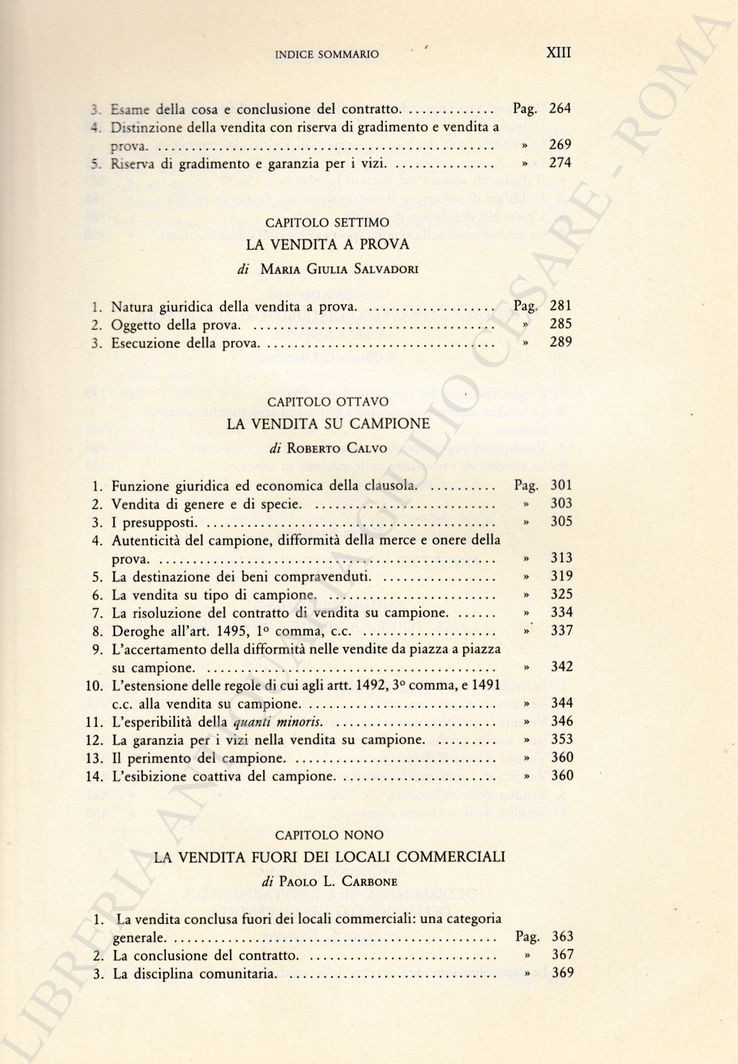 INDICE SOMMARIO XIII
3. Esame della cosa e conclusione del contratto. ............. Pag. 264
4. Distinzione della vendita con riserva di gradimento e vendita a
prova. .................................................. » 269
5. Riserva di gradimento e garanzia per i vizi. ............... » 274
CAPITOLO SETTIMO
LA VENDITA A PROVA
di MARIA GIULIA SALVADORI
1. Natura giuridica della vendita a prova. ................... Pag. 281
2. Oggetto della prova. .................................... » 285
3. Esecuzione della prova. .................................. » 289
CAPITOLO OTTAVO
LA VENDITA SU CAMPIONE
di ROBERTO CALVO
1. Funzione giuridica ed economica della clausola. .......... Pag. 301
2. Vendita di genere e di specie. ........................... » 303
3. I presupposti. ........................................... » 305
4. Autenticità del campione, difformità della merce e onere della
prova. .................................................. » 313
5. La destinazione dei beni compravenduti. ................. » 319
6. La vendita su tipo di campione. ......................... » 325
7. La risoluzione del contratto di vendita su campione. ...... » 334
8. Deroghe all'art. 1495, 1º comma, c.c. .................... » 337
9. L'accertamento della difformità nelle vendite da piazza a piazza
su campione. ........................................... » 342
10. L'estensione delle regole di cui agli artt. 1492, 3º comma, e 1491
c.c. alla vendita su campione. ............................ » 344
11. L'esperibilità della quanti minoris. ........................ » 346
12. La garanzia per i vizi nella vendita su campione. ......... » 353
13. Il perimento del campione. ............................... » 360
14. L'esibizione coattiva del campione. ....................... » 360
CAPITOLO NONO
LA VENDITA FUORI DEI LOCALI COMMERCIALI
di PAOLO L. CARBONE
1. La vendita conclusa fuori dei locali commerciali: una categoria
generale. ................................................ Pag. 363
2. La conclusione del contratto. ............................ » 367
3. La disciplina comunitaria. ............................... » 369
LIBRERIA ANTIQUARIA GIULIO CESARE - ROMA